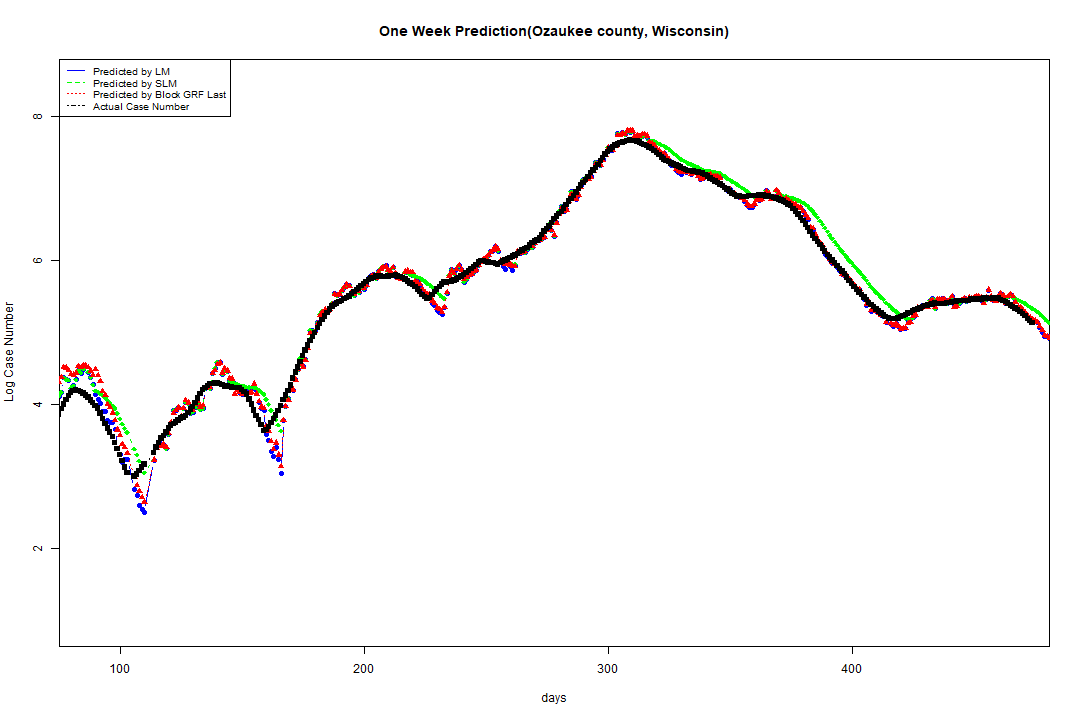 One Week Prediction(Ozaukee county, Wisconsin)
Predicted by LM
Predicted by SLM
Predicted by Block GRF Last
Actual Case Number
8
6
4
2
Log Case Number
100 200 300 400
days